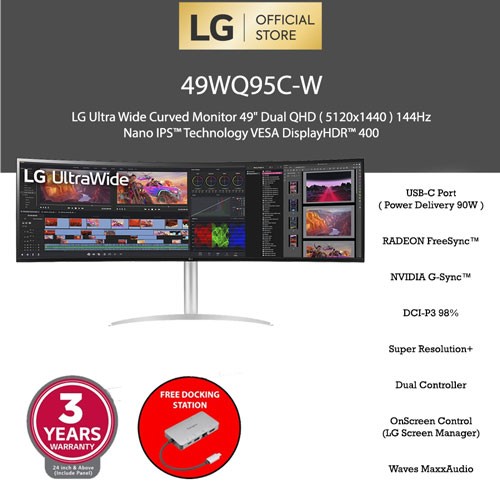 LG OFFICIAL
STORE
49WQ95C-W
LG Ultra Wide Curved Monitor 49" Dual QHD ( 5120x1440 ) 144Hz
Nano IPS™ Technology VESA DisplayHDR™ 400
LG UltraWide
USB-C Port
( Power Delivery 90W )
RADEON FreeSync™
NVIDIA G-Sync™
DCI-P3 98%
Super Resolution+
Dual Controller
OnScreen Control
(LG Screen Manager)
Waves MaxxAudio
3
YEARS
WARRANTY
24 inch & Above
(Include Panel)
FREE DOCKING
STATION